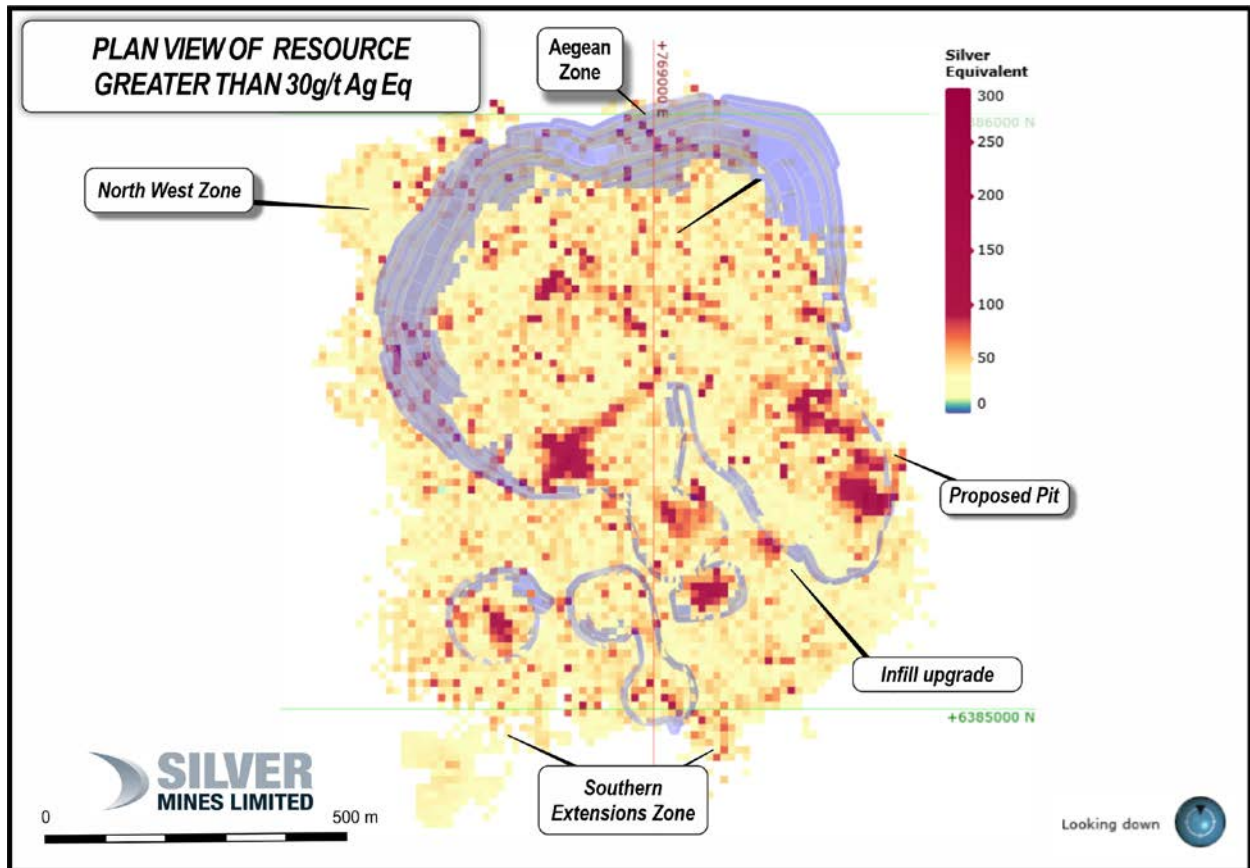 PLAN VIEW OF RESOURCE
GREATER THAN 30g/t Ag Eq
Aegean
Zone
+769000 E
Silver
Equivalent
300
386000 N
250
200
150
100
50
0
North West Zone
Proposed Pit
Infill upgrade
+6385000 N
Southern
Extensions Zone
SILVER
MINES LIMITED
0 500 m
Looking down